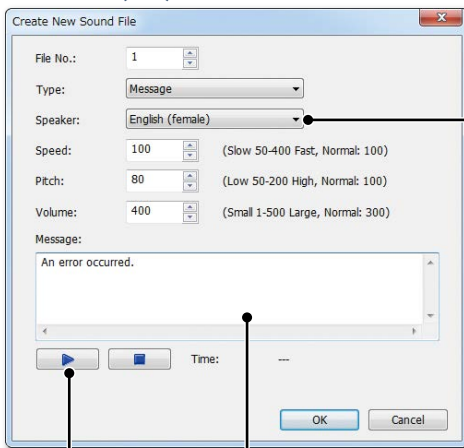 Create New Sound File
File No.: 1
Type: Message
Speaker: English (female)
Speed: 100 (Slow 50-400 Fast, Normal: 100)
Pitch: 80 (Low 50-200 High, Normal: 100)
Volume: 400 (Small 1-500 Large, Normal: 300)
Message:
An error occurred.
Time: ---
OK Cancel